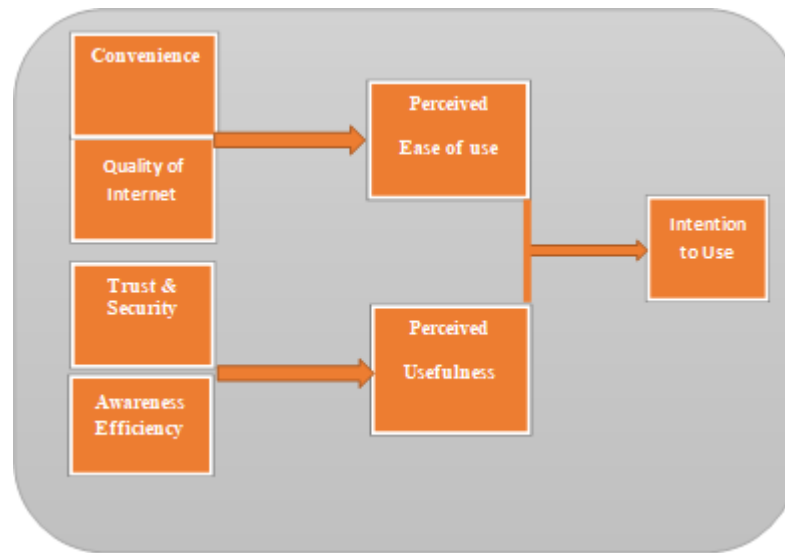 Convenience
Quality of
Internet
Trust &
Security
Awareness
Efficiency
Perceived
Ease of use
Perceived
Usefulness
Intention
to Use